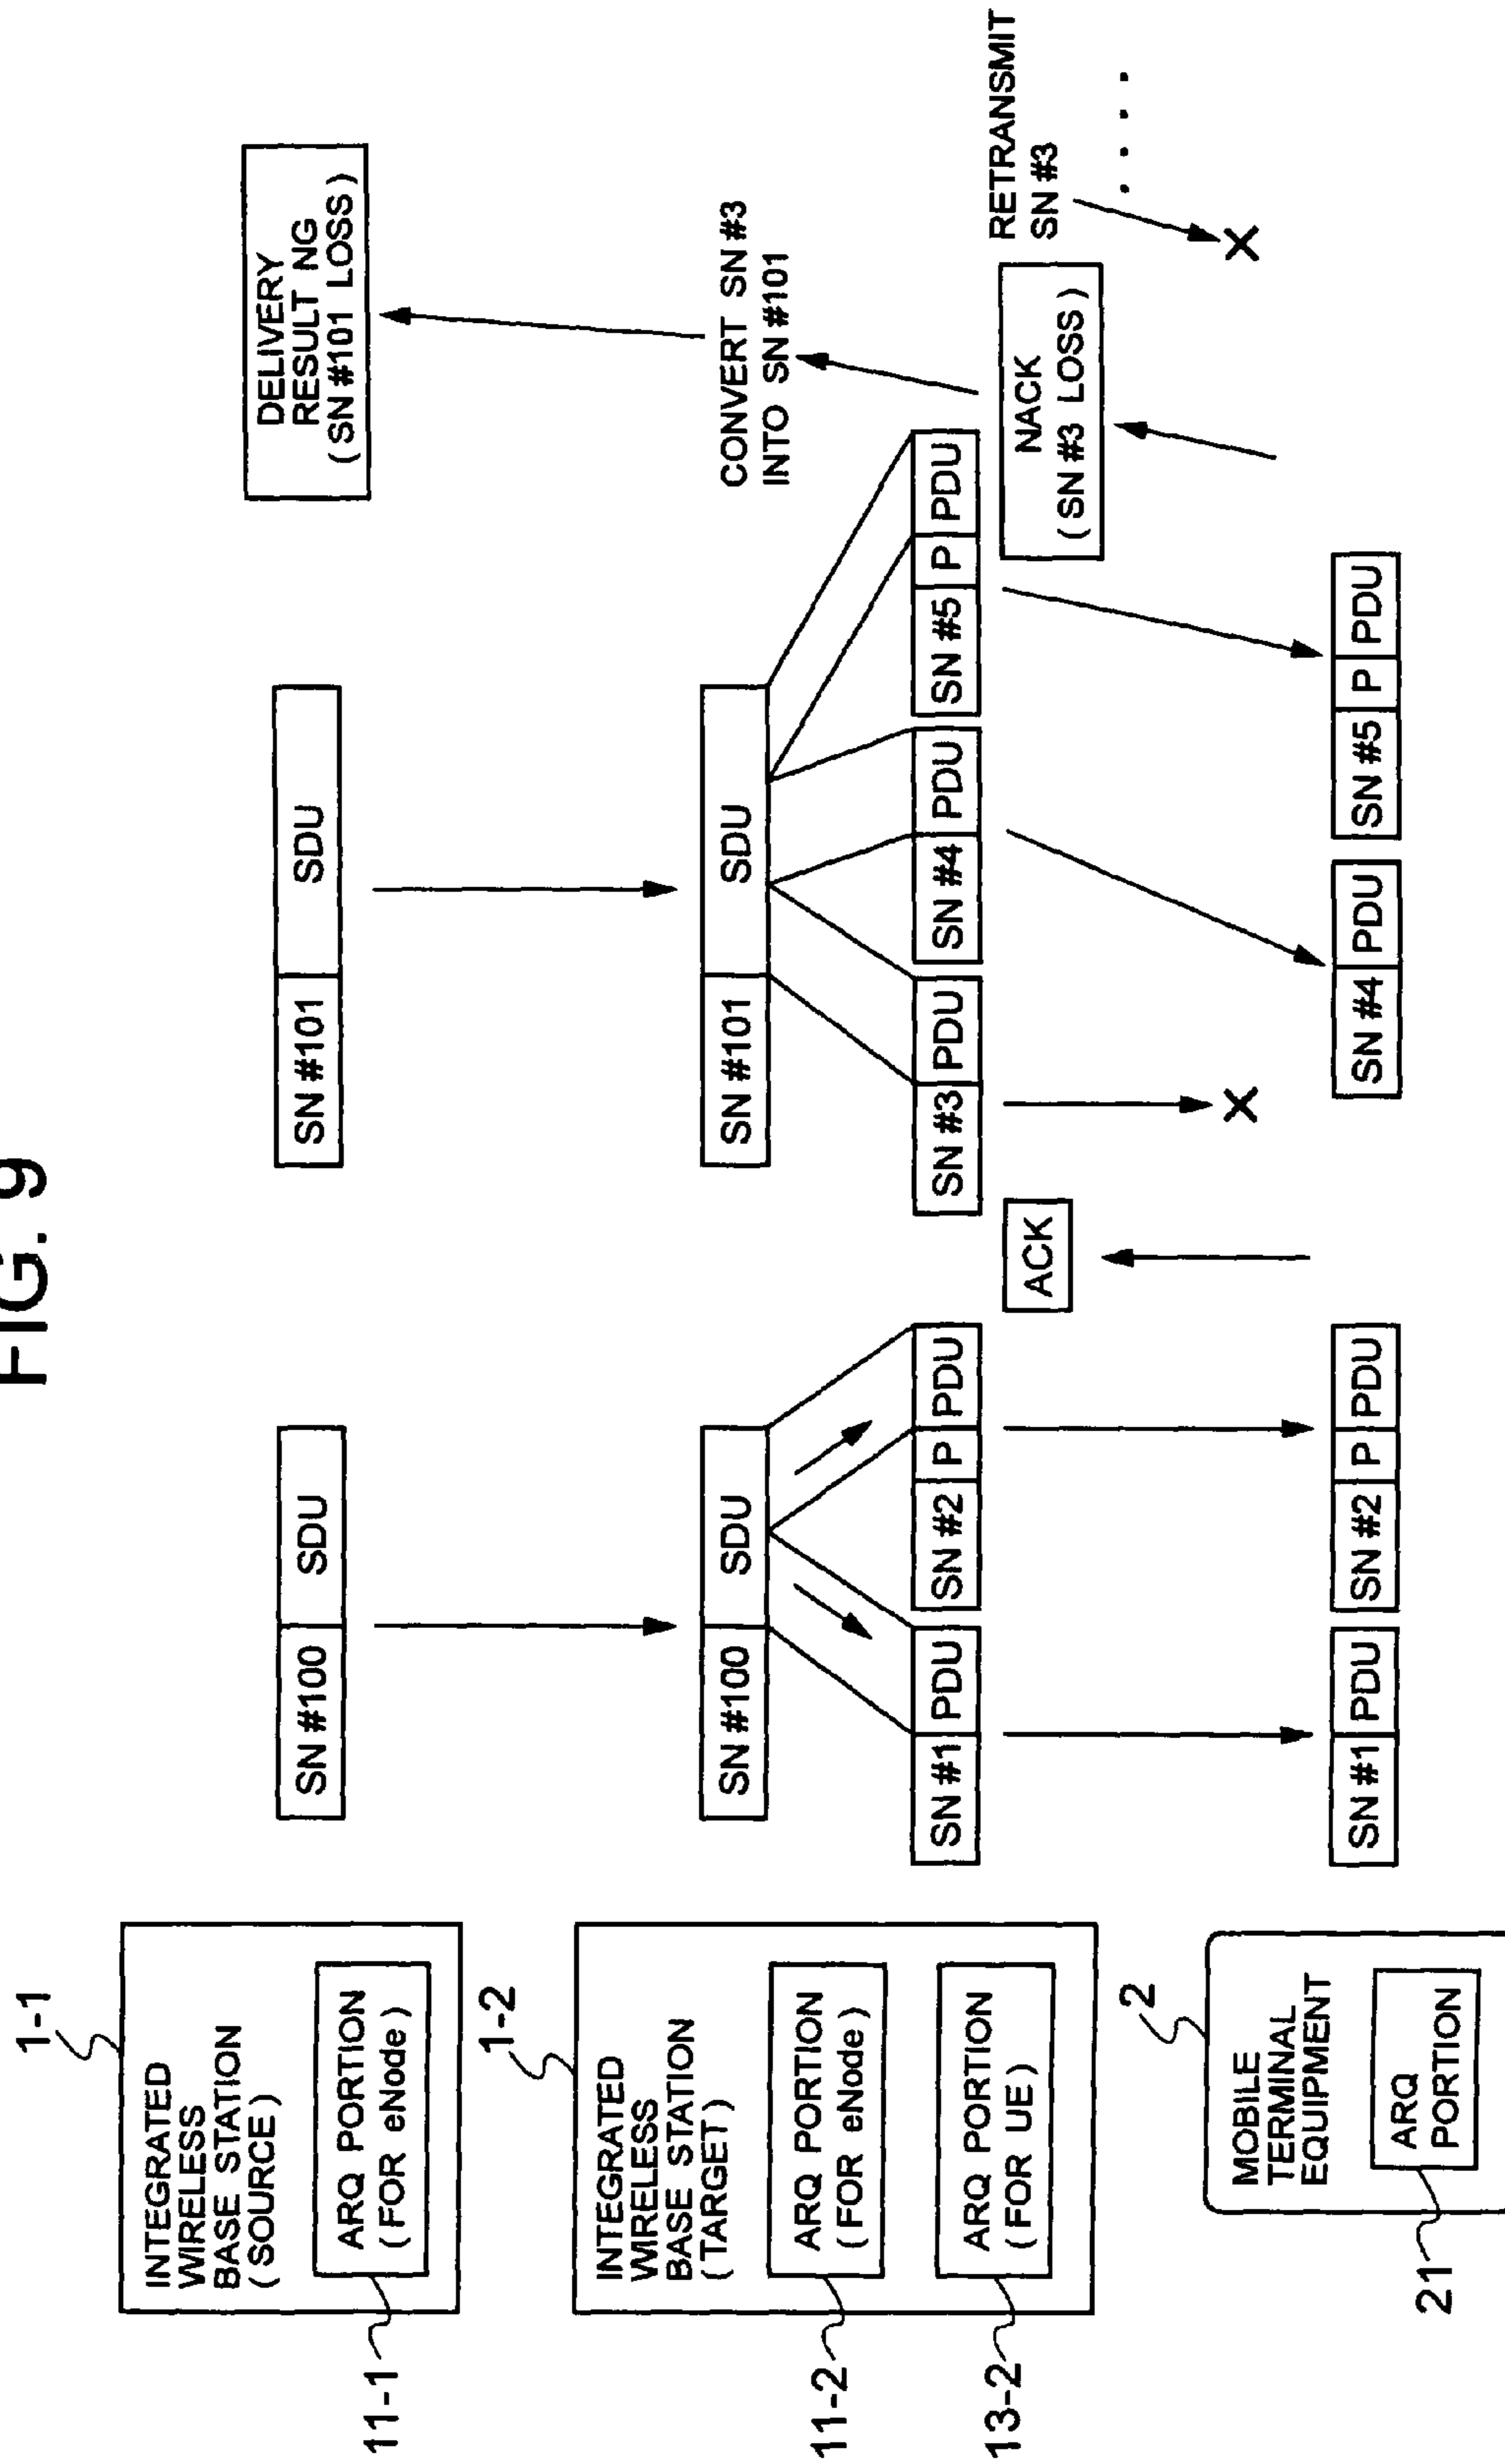 FIG. 9
1-1
INTEGRATED
WIRELESS
BASE STATION
(SOURCE)
ARQ PORTION
(FOR eNode)
11-1
SN #100 SDU
SN #101 SDU
DELIVERY
RESULT NG
(SN #101 LOSS)
1-2
INTEGRATED
WIRELESS
BASE STATION
(TARGET)
ARQ PORTION
(FOR eNode)
11-2
SN #100 SDU
SN #101 SDU
CONVERT SN #3
INTO SN #101
ARQ PORTION
(FOR UE)
13-2
SN #1 PDU
SN #2 P PDU
SN #3 PDU
SN #4 PDU
SN #5 P PDU
ACK
NACK
(SN #3 LOSS)
RETRANSMIT
SN #3
X
X
. . . .
2
MOBILE
TERMINAL
EQUIPMENT
ARQ
PORTION
21
SN #1 PDU
SN #2 P PDU
SN #4 PDU
SN #5 P PDU